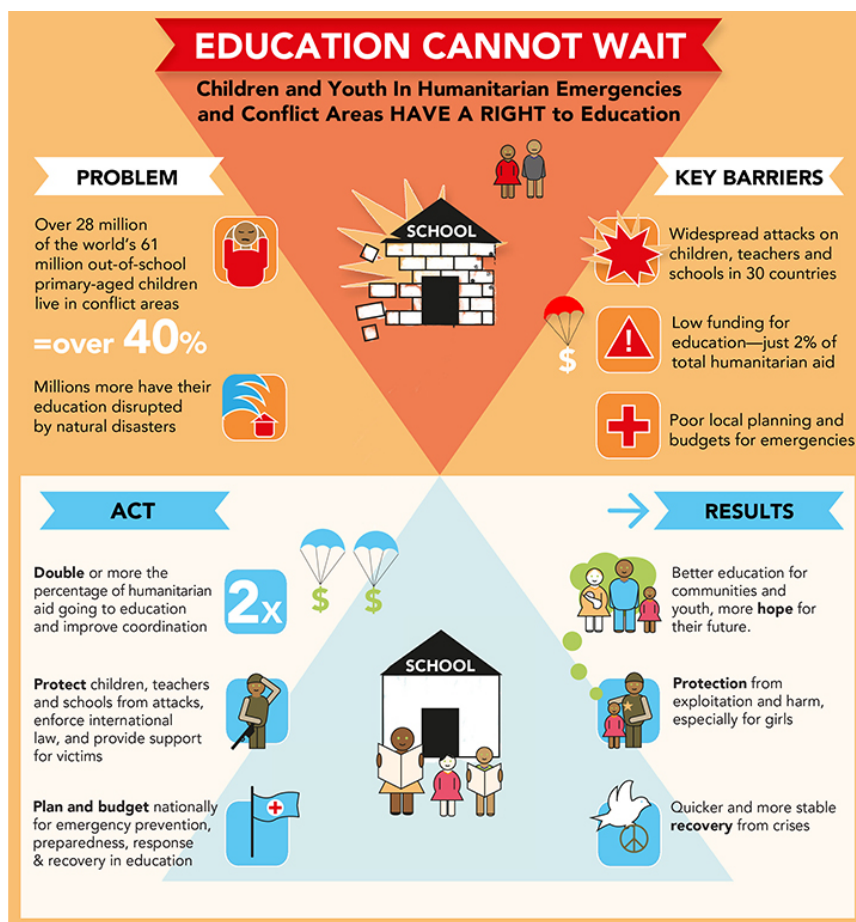 EDUCATION CANNOT WAIT
Children and Youth In Humanitarian Emergencies
and Conflict Areas HAVE A RIGHT to Education
PROBLEM
Over 28 million
of the world's 61
million out-of-school
primary-aged children
live in conflict areas
=over 40%
Millions more have their
education disrupted
by natural disasters
SCHOOL
$
KEY BARRIERS
Widespread attacks on
children, teachers and
schools in 30 countries
!
Low funding for
education—just 2% of
total humanitarian aid
Poor local planning and
budgets for emergencies
ACT
Double or more the
percentage of humanitarian
aid going to education
and improve coordination
2x
$ $
Protect children, teachers
and schools from attacks,
enforce international
law, and provide support
for victims
Plan and budget nationally
for emergency prevention,
preparedness, response
& recovery in education
SCHOOL
RESULTS
Better education for
communities and
youth, more hope for
their future.
Protection from
exploitation and harm,
especially for girls
Quicker and more stable
recovery from crises